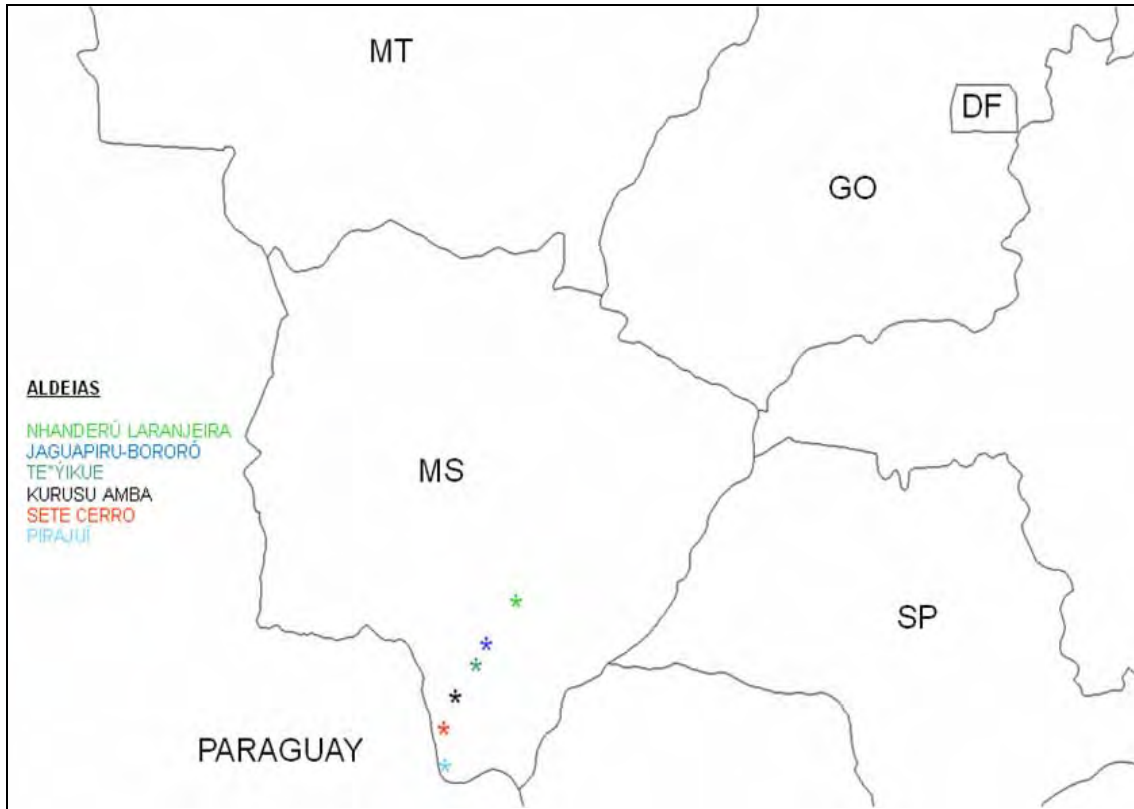 MT
DF
GO
ALDEIAS
NHANDERÚ LARANJEIRA
JAGUAPIRU-BORORÓ
TE"ÝIKUE
KURUSU AMBA
SETE CERRO
PIRAJUÍ
MS
SP
PARAGUAY